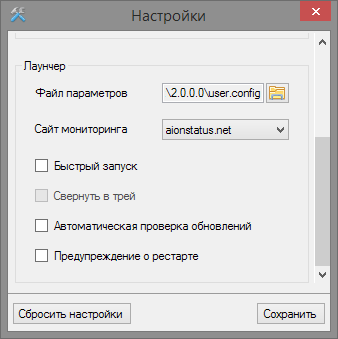 Настройки
Лаунчер
Файл параметров \2.0.0.0\user.config
Сайт мониторинга aionstatus.net
Быстрый запуск
Свернуть в трей
Автоматическая проверка обновлений
Предупреждение о рестарте
Сбросить настройки Сохранить